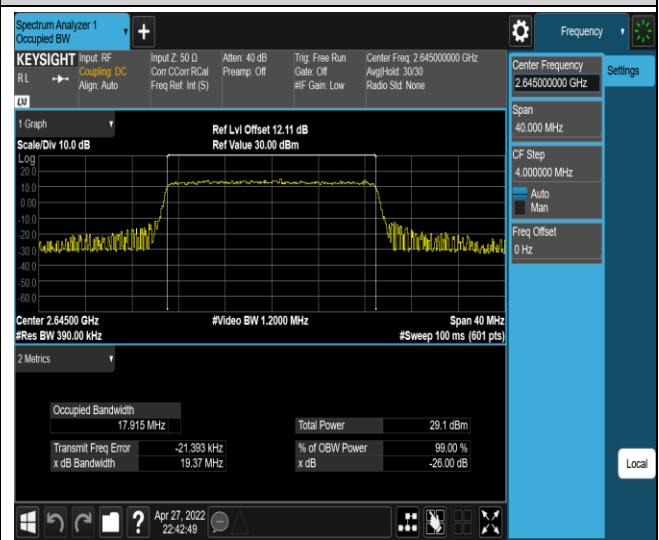 Spectrum Analyzer 1
Occupied BW
Frequency
KEYSIGHT
RL
LXI
Input: RF
Coupling: DC
Align: Auto
Input Z: 50 Ω
Corr CCorr RCal
Freq Ref: Int (S)
Atten: 40 dB
Preamp: Off
Trig: Free Run
Gate: Off
#IF Gain: Low
Center Freq: 2.645000000 GHz
Avg|Hold: 30/30
Radio Std: None
Center Frequency
2.645000000 GHz
Settings
Span
40.000 MHz
CF Step
4.000000 MHz
Auto
Man
Freq Offset
0 Hz
Local
1 Graph
Scale/Div 10.0 dB
Ref Lvl Offset 12.11 dB
Ref Value 30.00 dBm
Log
20.0
10.0
0.00
-10.0
-20.0
-30.0
-40.0
-50.0
-60.0
Center 2.64500 GHz
#Video BW 1.2000 MHz
Span 40 MHz
#Res BW 390.00 kHz
#Sweep 100 ms (601 pts)
2 Metrics
Occupied Bandwidth
17.915 MHz
Total Power 29.1 dBm
Transmit Freq Error -21.393 kHz
% of OBW Power 99.00 %
x dB Bandwidth 19.37 MHz
x dB -26.00 dB
?
Apr 27, 2022
22:42:49